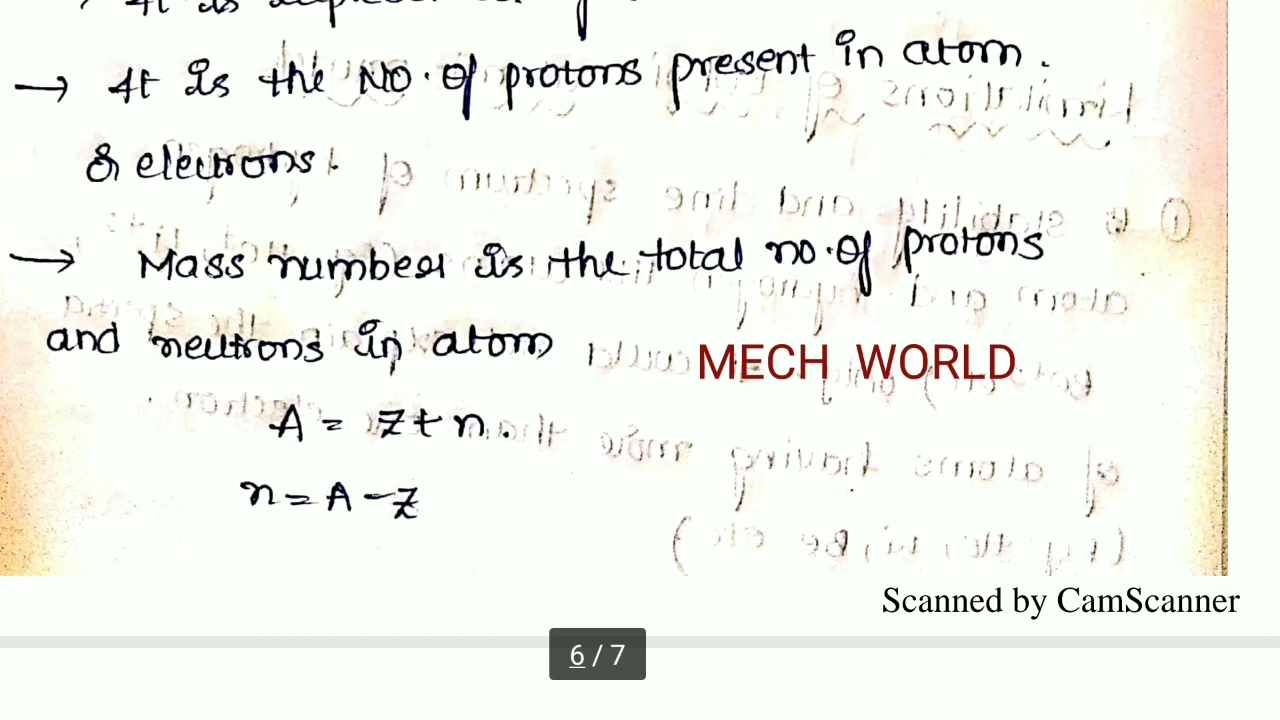 → It is the NO. Of protons present in atom.
& electrons.
→ Mass number is the total no. of protons
and neutrons in atom
MECH WORLD
A = Z + n.
n = A - Z
Scanned by CamScanner
6 / 7